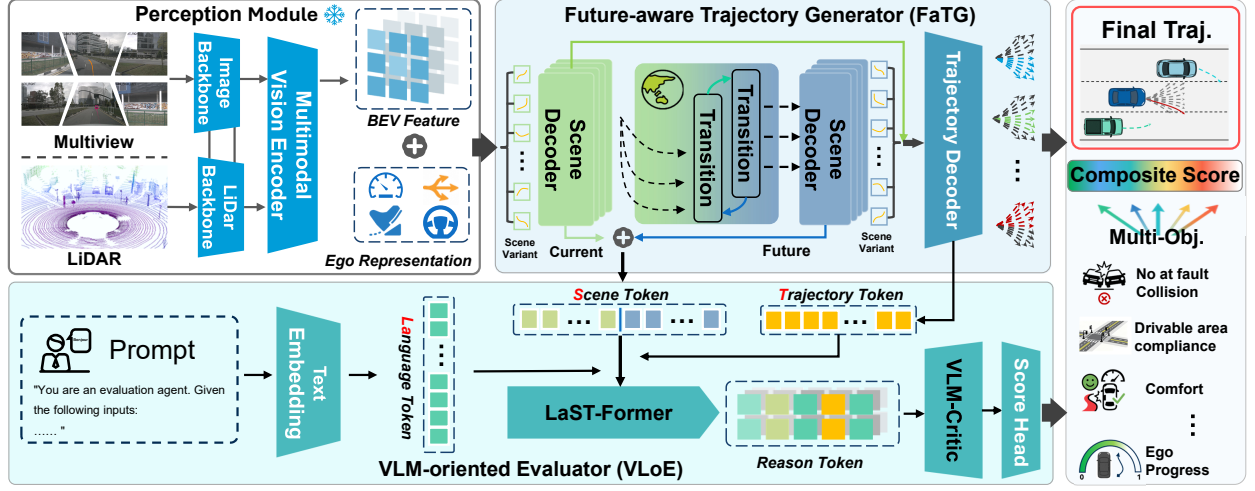 Perception Module
Multiview
LiDAR
Image
Backbone
LiDar
Backbone
Multimodal
Vision Encoder
BEV Feature
Ego Representation
Future-aware Trajectory Generator (FaTG)
Scene
Variant
Scene
Decoder
Transition
Transition
Scene
Decoder
Scene
Variant
Trajectory Decoder
Current
Future
Final Traj.
Composite Score
Multi-Obj.
No at fault
Collision
Drivable area
compliance
Comfort
Ego
Progress
0
1
Prompt
"You are an evaluation agent. Given
the following inputs:
...... "
Text
Embedding
Language Token
Scene Token
Trajectory Token
LaST-Former
Reason Token
VLM-Critic
Score Head
VLM-oriented Evaluator (VLoE)